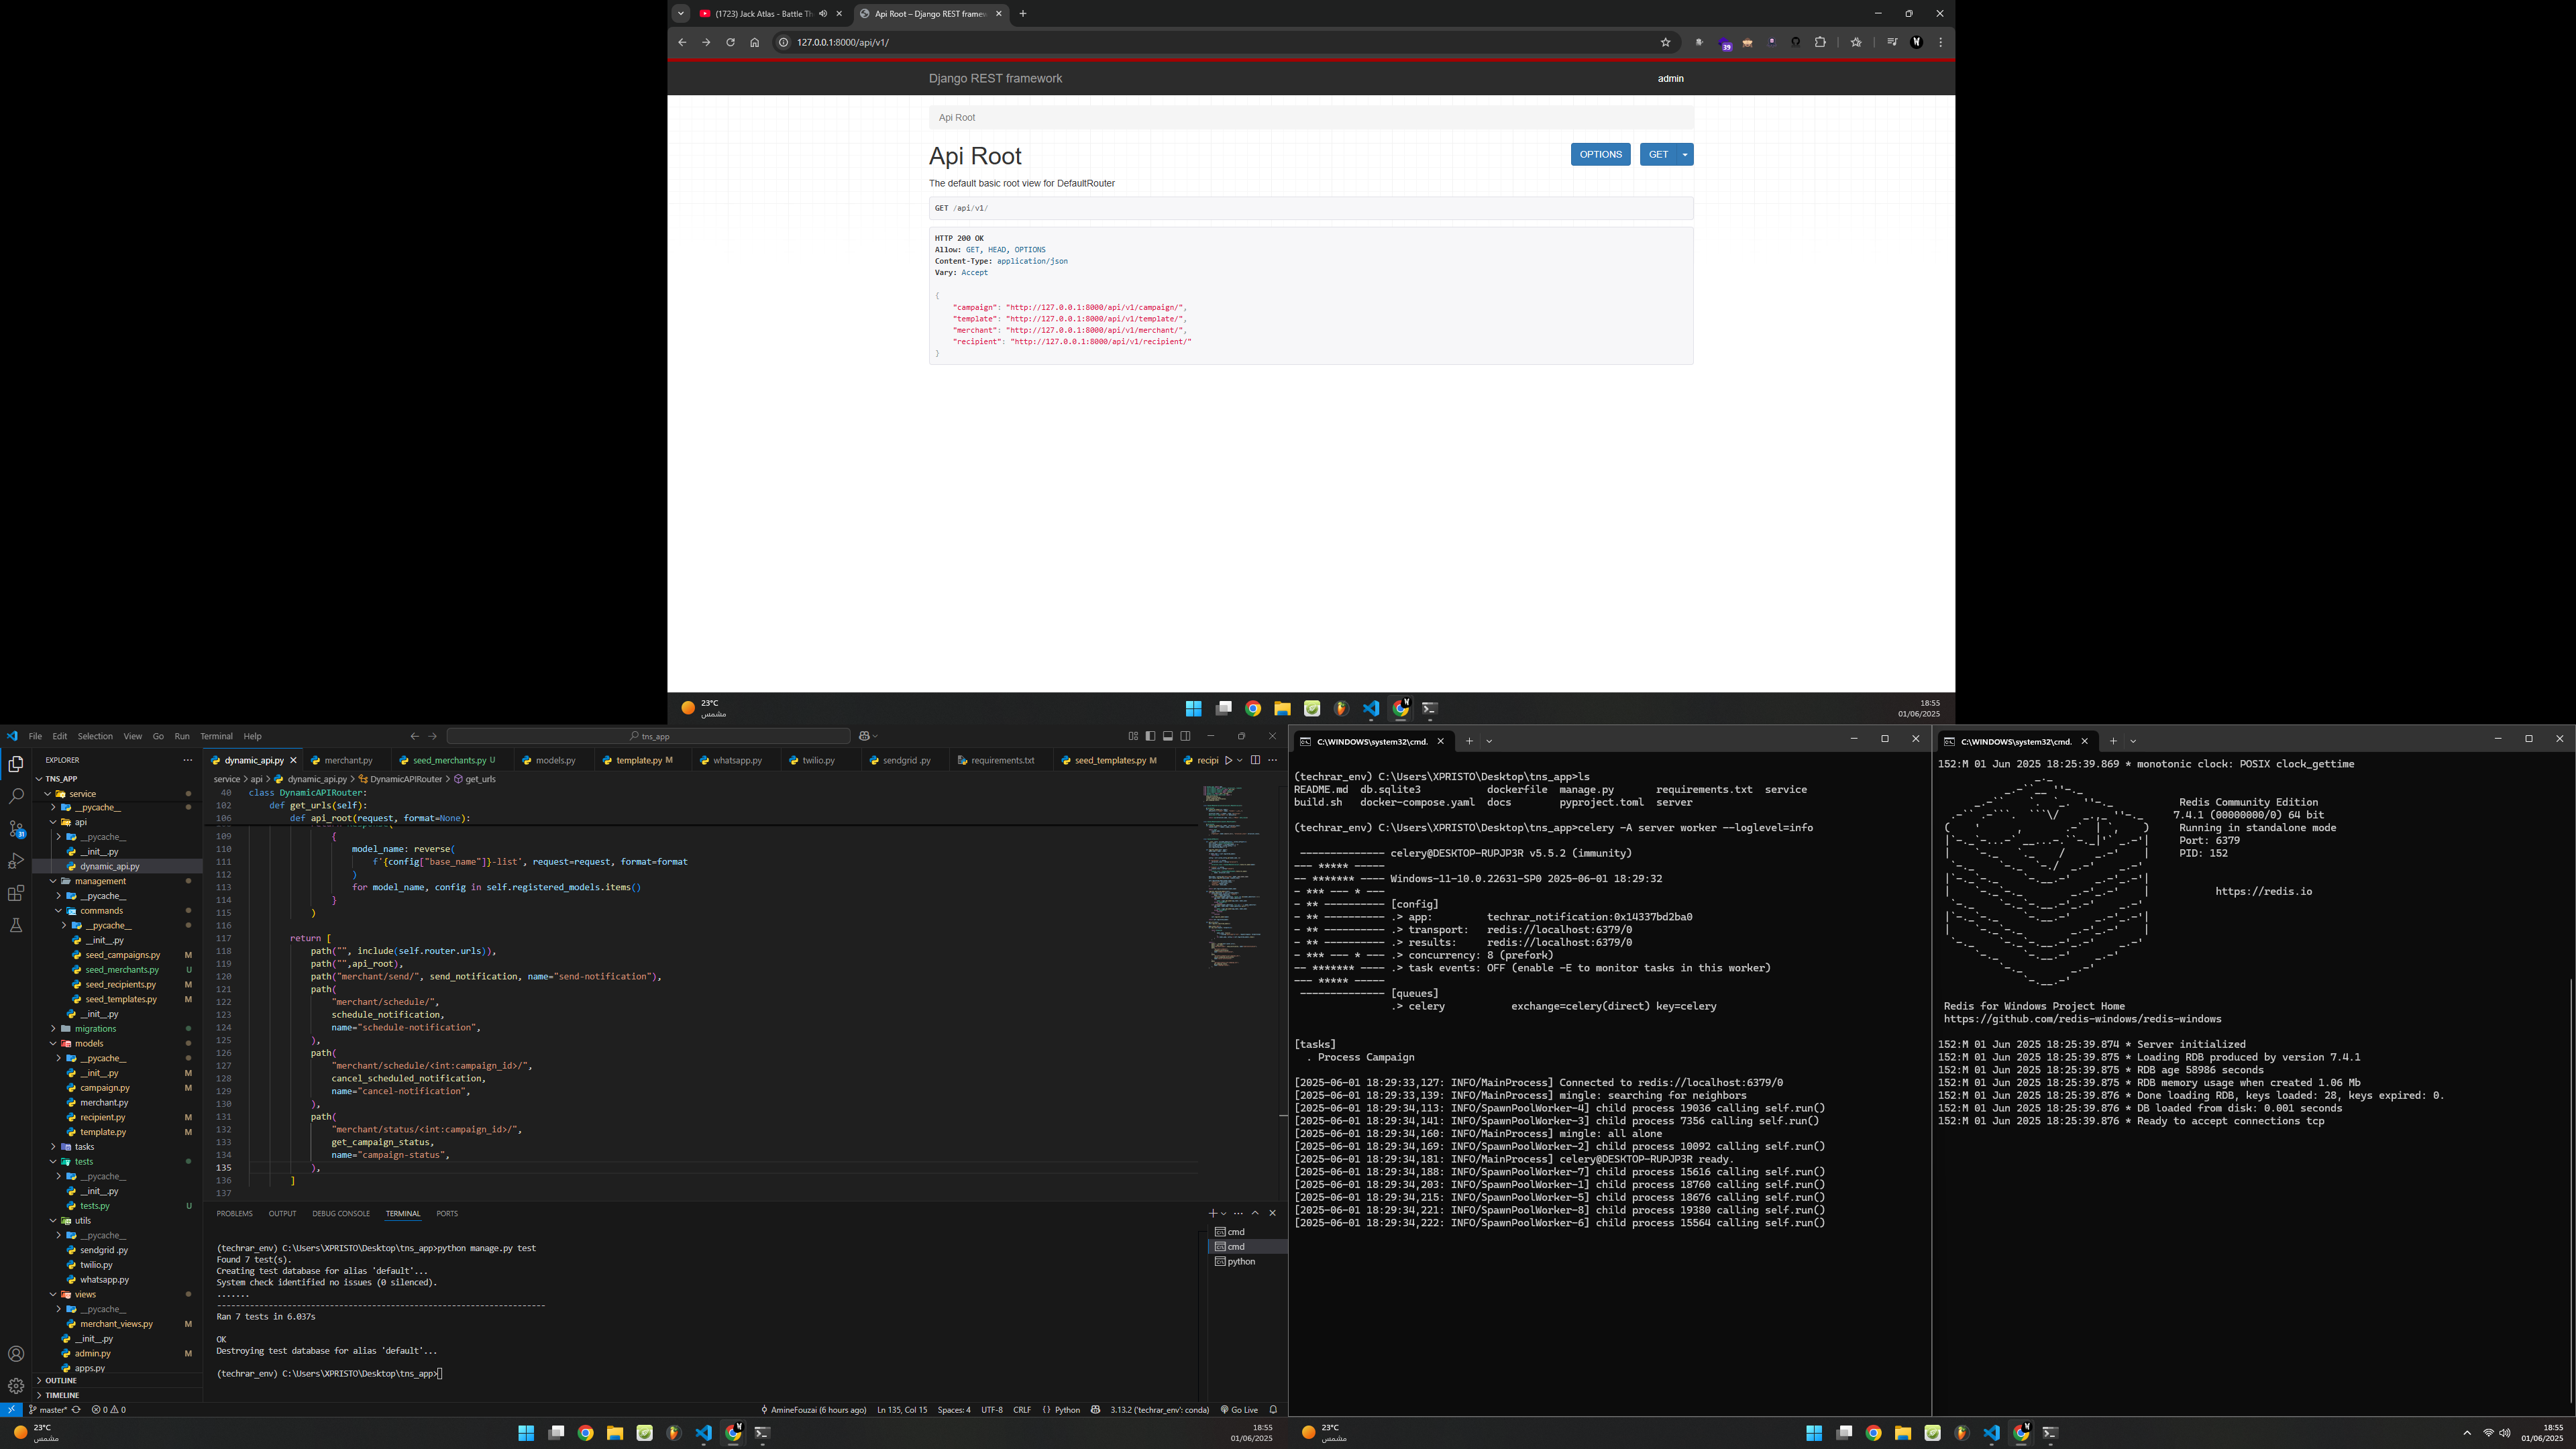 (1723) Jack Atlas - Battle Th
Api Root – Django REST framew
127.0.0.1:8000/api/v1/
39
Django REST framework
admin
Api Root
Api Root
OPTIONS
GET
The default basic root view for DefaultRouter
GET /api/v1/
HTTP 200 OK
Allow: GET, HEAD, OPTIONS
Content-Type: application/json
Vary: Accept
{
    "campaign": "http://127.0.0.1:8000/api/v1/campaign/",
    "template": "http://127.0.0.1:8000/api/v1/template/",
    "merchant": "http://127.0.0.1:8000/api/v1/merchant/",
    "recipient": "http://127.0.0.1:8000/api/v1/recipient/"
}
23°C
مشمس
18:55
01/06/2025
File Edit Selection View Go Run Terminal Help
tns_app
EXPLORER
TNS_APP
service
__pycache__
api
__pycache__
__init__.py
dynamic_api.py
management
__pycache__
commands
__pycache__
__init__.py
seed_campaigns.py M
seed_merchants.py U
seed_recipients.py M
seed_templates.py M
__init__.py
migrations
models
__pycache__
__init__.py M
campaign.py M
merchant.py
recipient.py M
template.py M
tasks
tests
__pycache__
__init__.py
tests.py U
utils
__pycache__
sendgrid .py
twilio.py
whatsapp.py
views
__pycache__
merchant_views.py M
__init__.py
admin.py M
apps.py
OUTLINE
TIMELINE
31
dynamic_api.py merchant.py seed_merchants.py U models.py template.py M whatsapp.py twilio.py sendgrid .py requirements.txt seed_templates.py M recipi
service > api > dynamic_api.py > DynamicAPIRouter > get_urls
40 class DynamicAPIRouter:
102     def get_urls(self):
106         def api_root(request, format=None):
109                 {
110                     model_name: reverse(
111                         f'{config["base_name"]}-list', request=request, format=format
112                     )
113                     for model_name, config in self.registered_models.items()
114                 }
115             )
116
117         return [
118             path("", include(self.router.urls)),
119             path("",api_root),
120             path("merchant/send/", send_notification, name="send-notification"),
121             path(
122                 "merchant/schedule/",
123                 schedule_notification,
124                 name="schedule-notification",
125             ),
126             path(
127                 "merchant/schedule/<int:campaign_id>/",
128                 cancel_scheduled_notification,
129                 name="cancel-notification",
130             ),
131             path(
132                 "merchant/status/<int:campaign_id>/",
133                 get_campaign_status,
134                 name="campaign-status",
135             ),
136         ]
137
PROBLEMS OUTPUT DEBUG CONSOLE TERMINAL PORTS
(techrar_env) C:\Users\XPRISTO\Desktop\tns_app>python manage.py test
Found 7 test(s).
Creating test database for alias 'default'...
System check identified no issues (0 silenced).
.......
----------------------------------------------------------------------
Ran 7 tests in 6.037s
OK
Destroying test database for alias 'default'...
(techrar_env) C:\Users\XPRISTO\Desktop\tns_app>
cmd
cmd
python
master* 0 0 AmineFouzai (6 hours ago) Ln 135, Col 15 Spaces: 4 UTF-8 CRLF Python 3.13.2 ('techrar_env': conda) Go Live
23°C
مشمس
18:55
01/06/2025
C:\WINDOWS\system32\cmd.
(techrar_env) C:\Users\XPRISTO\Desktop\tns_app>ls
README.md  db.sqlite3           dockerfile  manage.py       requirements.txt  service
build.sh   docker-compose.yaml  docs        pyproject.toml  server
(techrar_env) C:\Users\XPRISTO\Desktop\tns_app>celery -A server worker --loglevel=info
 -------------- celery@DESKTOP-RUPJP3R v5.5.2 (immunity)
--- ***** -----
-- ******* ---- Windows-11-10.0.22631-SP0 2025-06-01 18:29:32
- *** --- * ---
- ** ---------- [config]
- ** ---------- .> app:         techrar_notification:0x14337bd2ba0
- ** ---------- .> transport:   redis://localhost:6379/0
- ** ---------- .> results:     redis://localhost:6379/0
- *** --- * --- .> concurrency: 8 (prefork)
-- ******* ---- .> task events: OFF (enable -E to monitor tasks in this worker)
--- ***** -----
 -------------- [queues]
                .> celery           exchange=celery(direct) key=celery
[tasks]
  . Process Campaign
[2025-06-01 18:29:33,127: INFO/MainProcess] Connected to redis://localhost:6379/0
[2025-06-01 18:29:33,139: INFO/MainProcess] mingle: searching for neighbors
[2025-06-01 18:29:34,113: INFO/SpawnPoolWorker-4] child process 19036 calling self.run()
[2025-06-01 18:29:34,141: INFO/SpawnPoolWorker-3] child process 7356 calling self.run()
[2025-06-01 18:29:34,160: INFO/MainProcess] mingle: all alone
[2025-06-01 18:29:34,169: INFO/SpawnPoolWorker-2] child process 10092 calling self.run()
[2025-06-01 18:29:34,181: INFO/MainProcess] celery@DESKTOP-RUPJP3R ready.
[2025-06-01 18:29:34,188: INFO/SpawnPoolWorker-7] child process 15616 calling self.run()
[2025-06-01 18:29:34,203: INFO/SpawnPoolWorker-1] child process 18760 calling self.run()
[2025-06-01 18:29:34,215: INFO/SpawnPoolWorker-5] child process 18676 calling self.run()
[2025-06-01 18:29:34,221: INFO/SpawnPoolWorker-8] child process 19380 calling self.run()
[2025-06-01 18:29:34,222: INFO/SpawnPoolWorker-6] child process 15564 calling self.run()
C:\WINDOWS\system32\cmd.
152:M 01 Jun 2025 18:25:39.869 * monotonic clock: POSIX clock_gettime
Redis Community Edition
7.4.1 (00000000/0) 64 bit
Running in standalone mode
Port: 6379
PID: 152
https://redis.io
Redis for Windows Project Home
https://github.com/redis-windows/redis-windows
152:M 01 Jun 2025 18:25:39.874 * Server initialized
152:M 01 Jun 2025 18:25:39.875 * Loading RDB produced by version 7.4.1
152:M 01 Jun 2025 18:25:39.875 * RDB age 58986 seconds
152:M 01 Jun 2025 18:25:39.875 * RDB memory usage when created 1.06 Mb
152:M 01 Jun 2025 18:25:39.876 * Done loading RDB, keys loaded: 28, keys expired: 0.
152:M 01 Jun 2025 18:25:39.876 * DB loaded from disk: 0.001 seconds
152:M 01 Jun 2025 18:25:39.876 * Ready to accept connections tcp
23°C
مشمس
18:55
01/06/2025